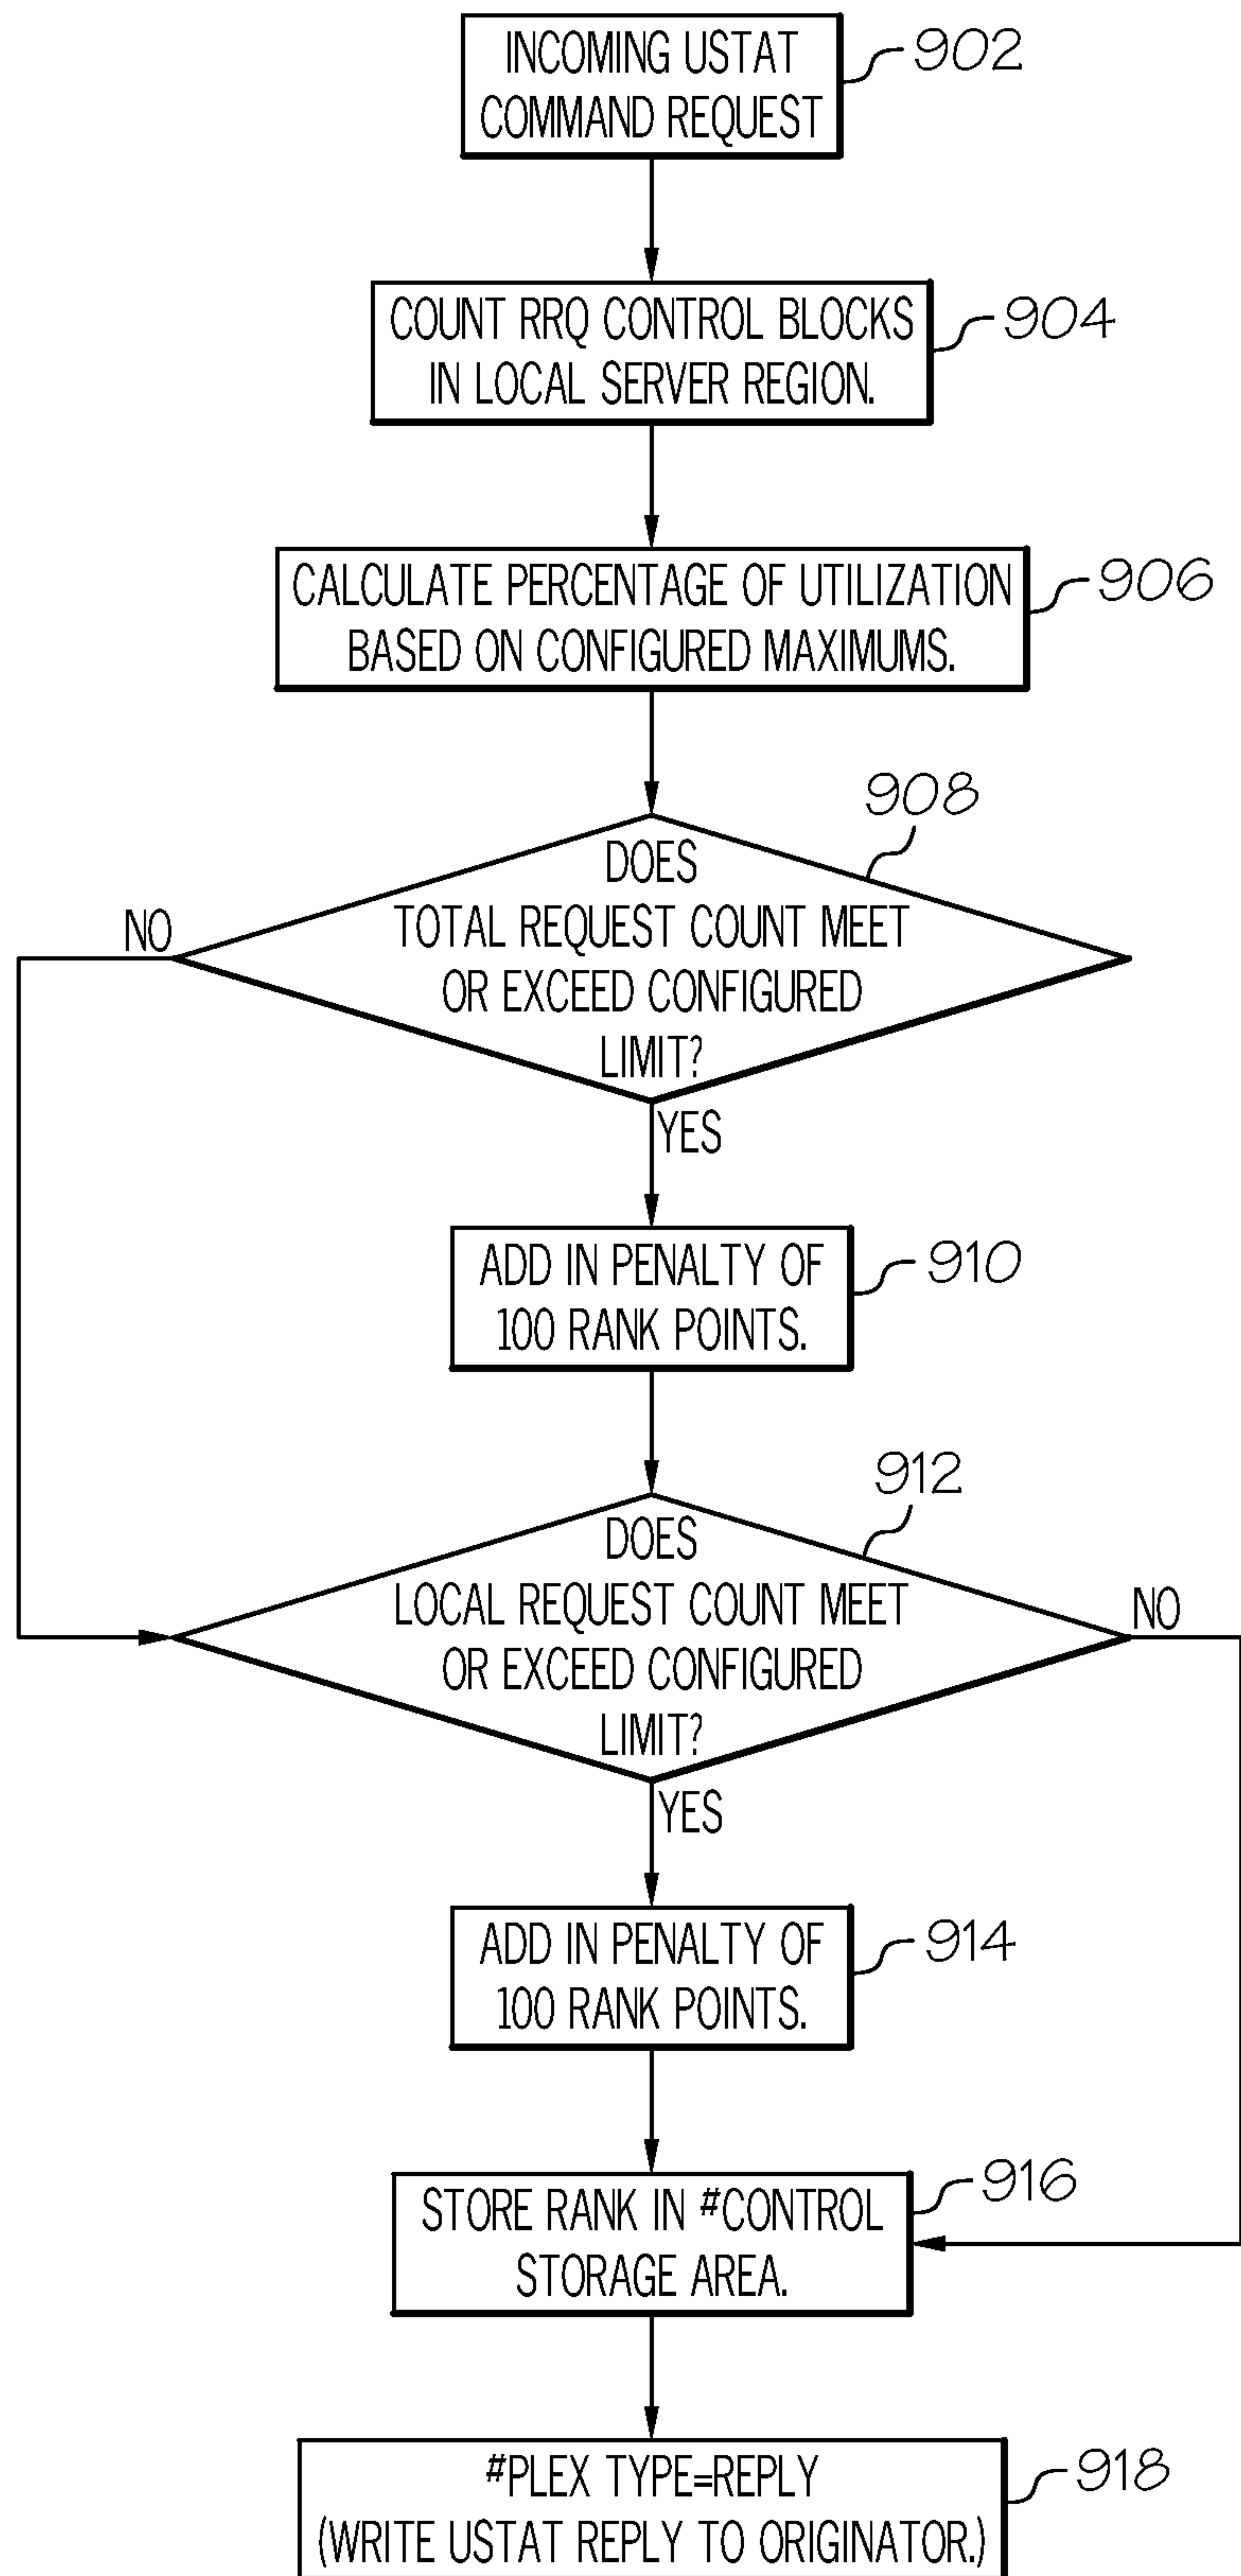 INCOMING USTAT
COMMAND REQUEST
902
COUNT RRQ CONTROL BLOCKS
IN LOCAL SERVER REGION.
904
CALCULATE PERCENTAGE OF UTILIZATION
BASED ON CONFIGURED MAXIMUMS.
906
908
DOES
TOTAL REQUEST COUNT MEET
OR EXCEED CONFIGURED
LIMIT?
NO
YES
ADD IN PENALTY OF
100 RANK POINTS.
910
912
DOES
LOCAL REQUEST COUNT MEET
OR EXCEED CONFIGURED
LIMIT?
NO
YES
ADD IN PENALTY OF
100 RANK POINTS.
914
STORE RANK IN #CONTROL
STORAGE AREA.
916
#PLEX TYPE=REPLY
(WRITE USTAT REPLY TO ORIGINATOR.)
918